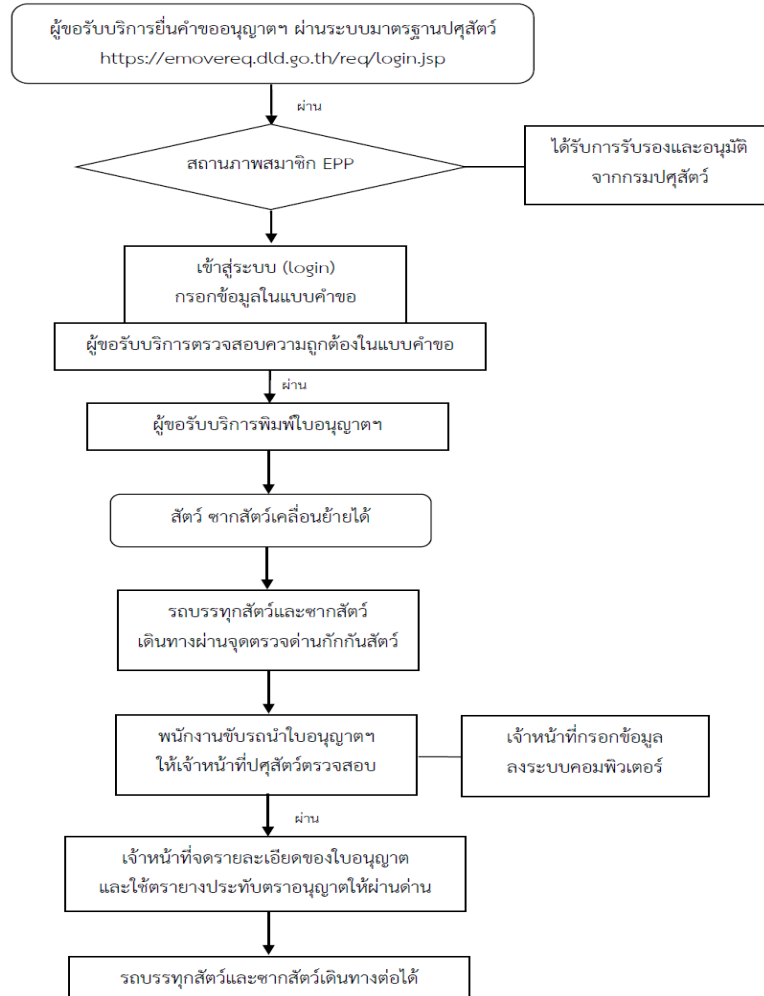 ผู้ขอรับบริการยื่นคำขออนุญาตฯ ผ่านระบบมาตรฐานปศุสัตว์
https://emovereq.dld.go.th/req/login.jsp
ผ่าน
สถานภาพสมาชิก EPP
ได้รับการรับรองและอนุมัติ
จากกรมปศุสัตว์
เข้าสู่ระบบ (login)
กรอกข้อมูลในแบบคำขอ
ผู้ขอรับบริการตรวจสอบความถูกต้องในแบบคำขอ
ผ่าน
ผู้ขอรับบริการพิมพ์ใบอนุญาตฯ
สัตว์ ซากสัตว์เคลื่อนย้ายได้
รถบรรทุกสัตว์และซากสัตว์
เดินทางผ่านจุดตรวจด่านกักกันสัตว์
พนักงานขับรถนำใบอนุญาตฯ
ให้เจ้าหน้าที่ปศุสัตว์ตรวจสอบ
เจ้าหน้าที่กรอกข้อมูล
ลงระบบคอมพิวเตอร์
ผ่าน
เจ้าหน้าที่จดรายละเอียดของใบอนุญาต
และใช้ตรายางประทับตราอนุญาตให้ผ่านด่าน
รถบรรทุกสัตว์และซากสัตว์เดินทางต่อได้